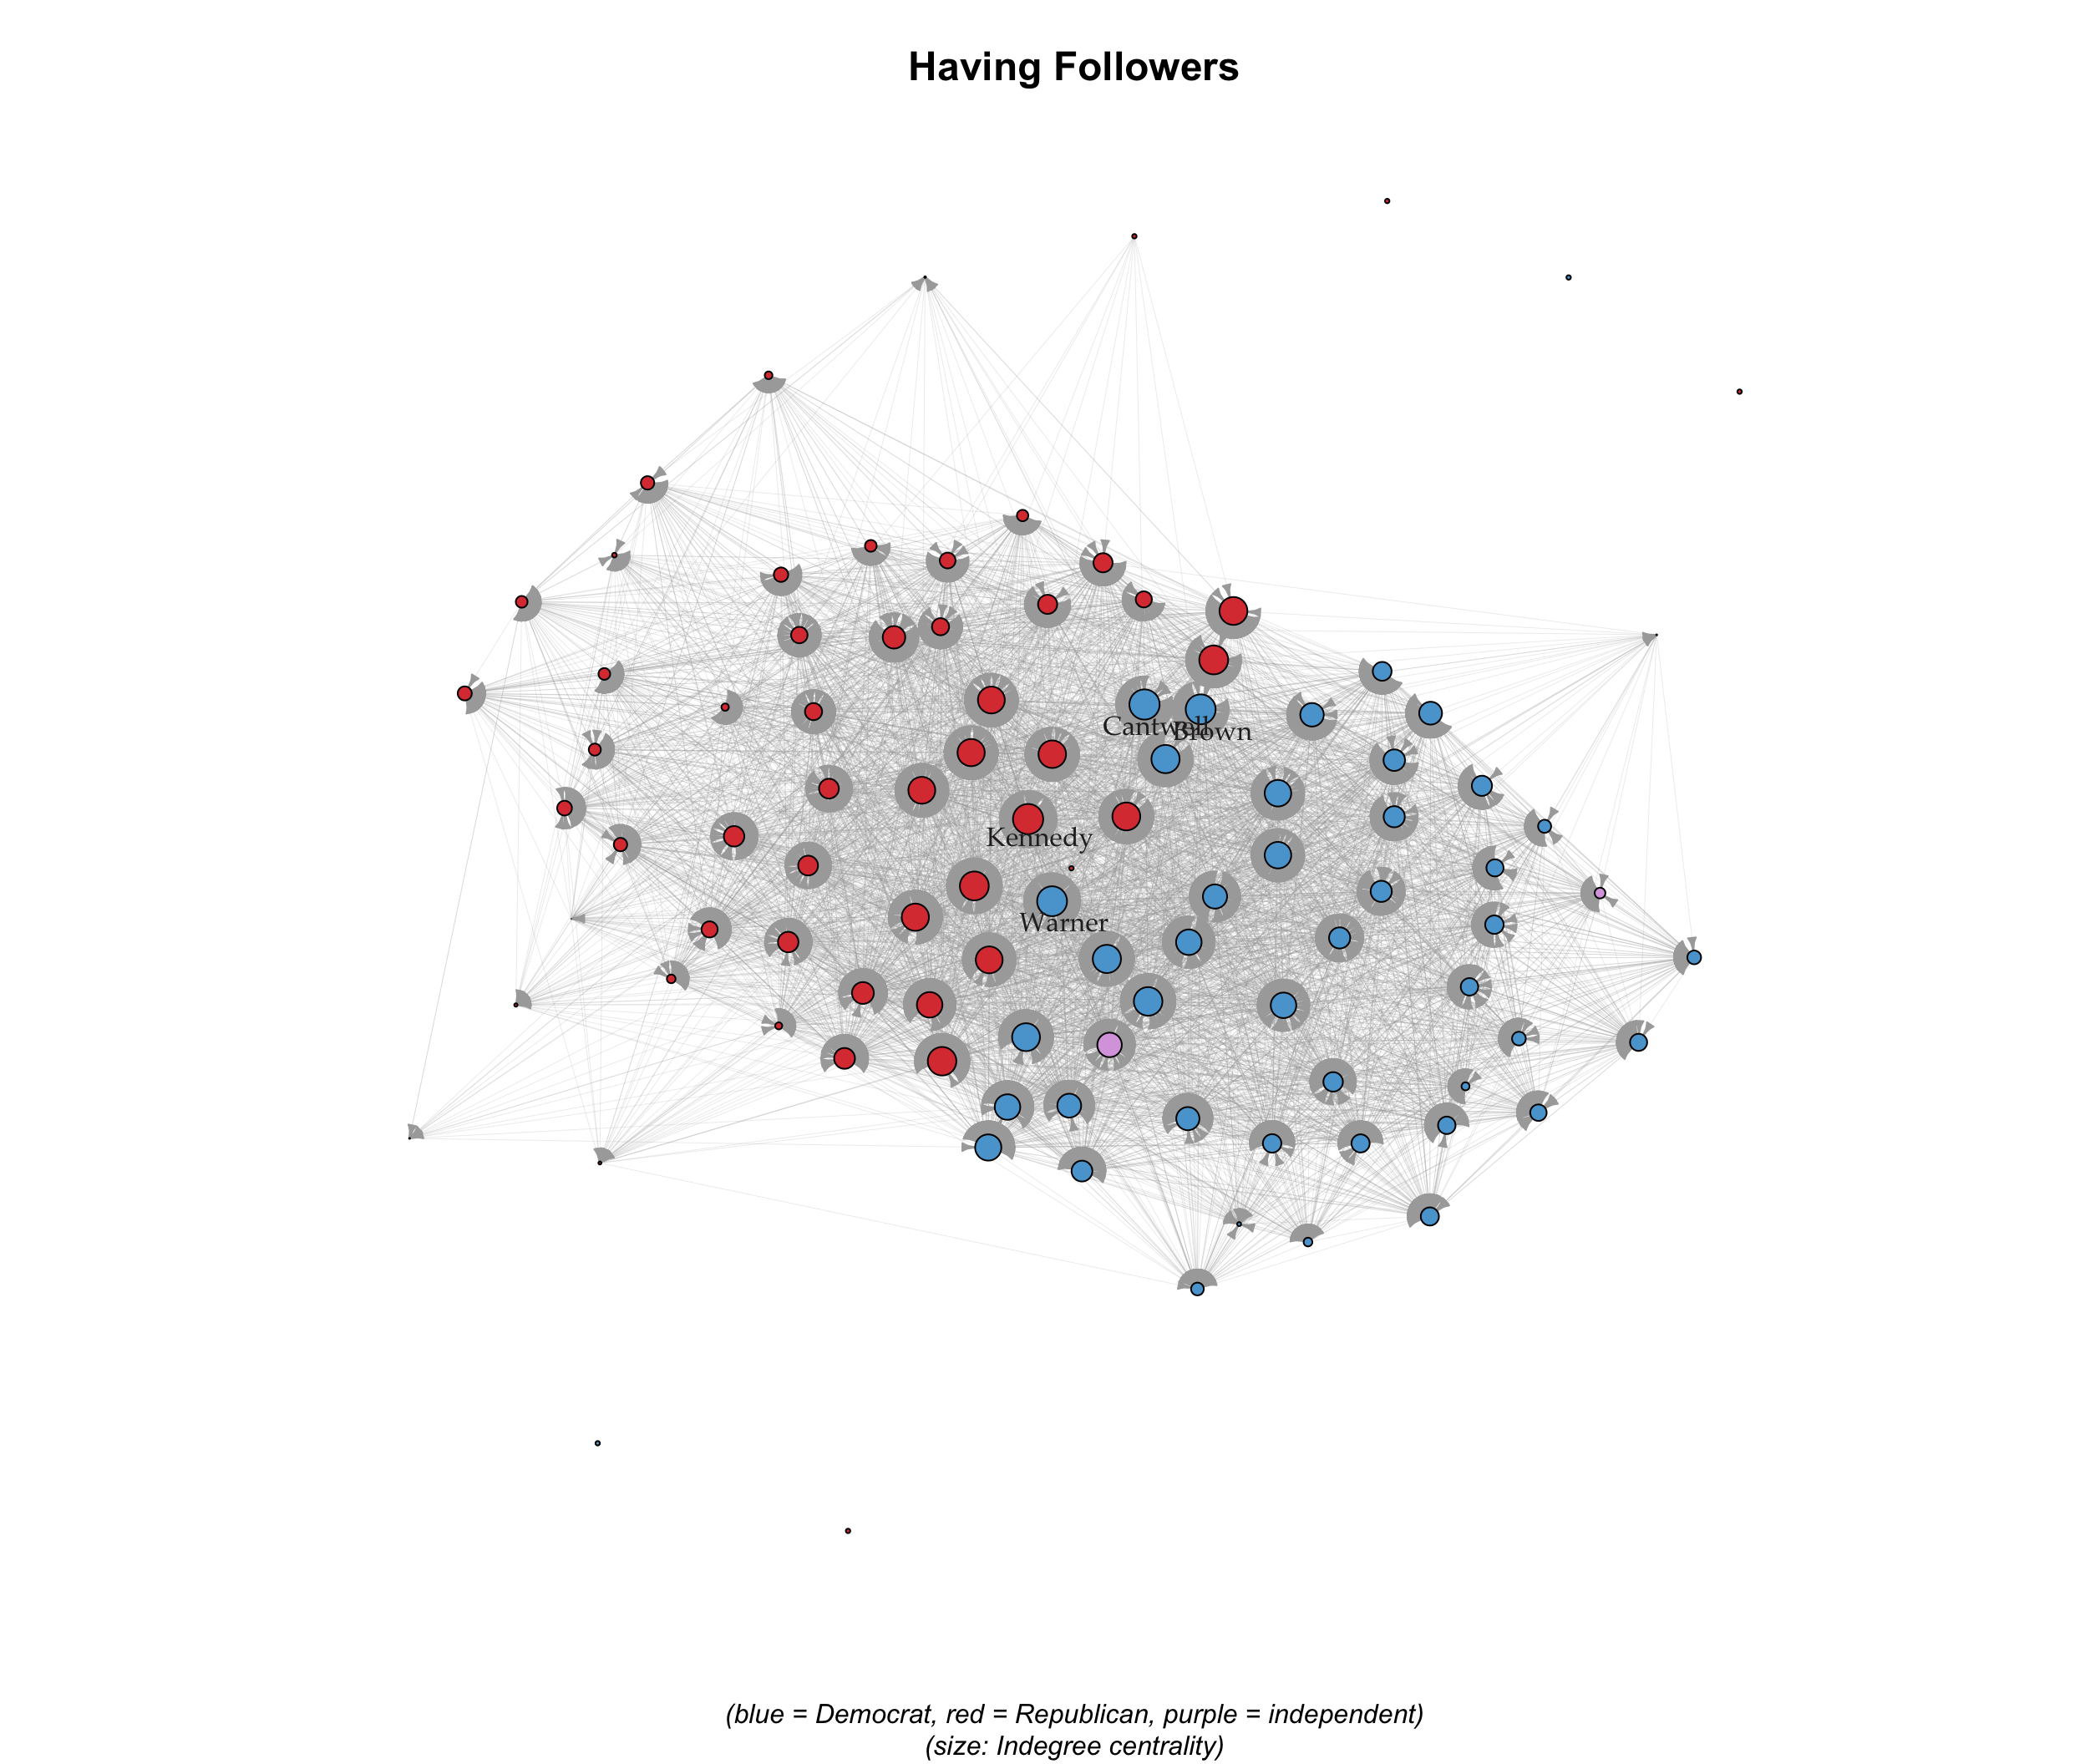 Having Followers
Cantwell
Brown
Kennedy
Warner
(blue = Democrat, red = Republican, purple = independent)
(size: Indegree centrality)